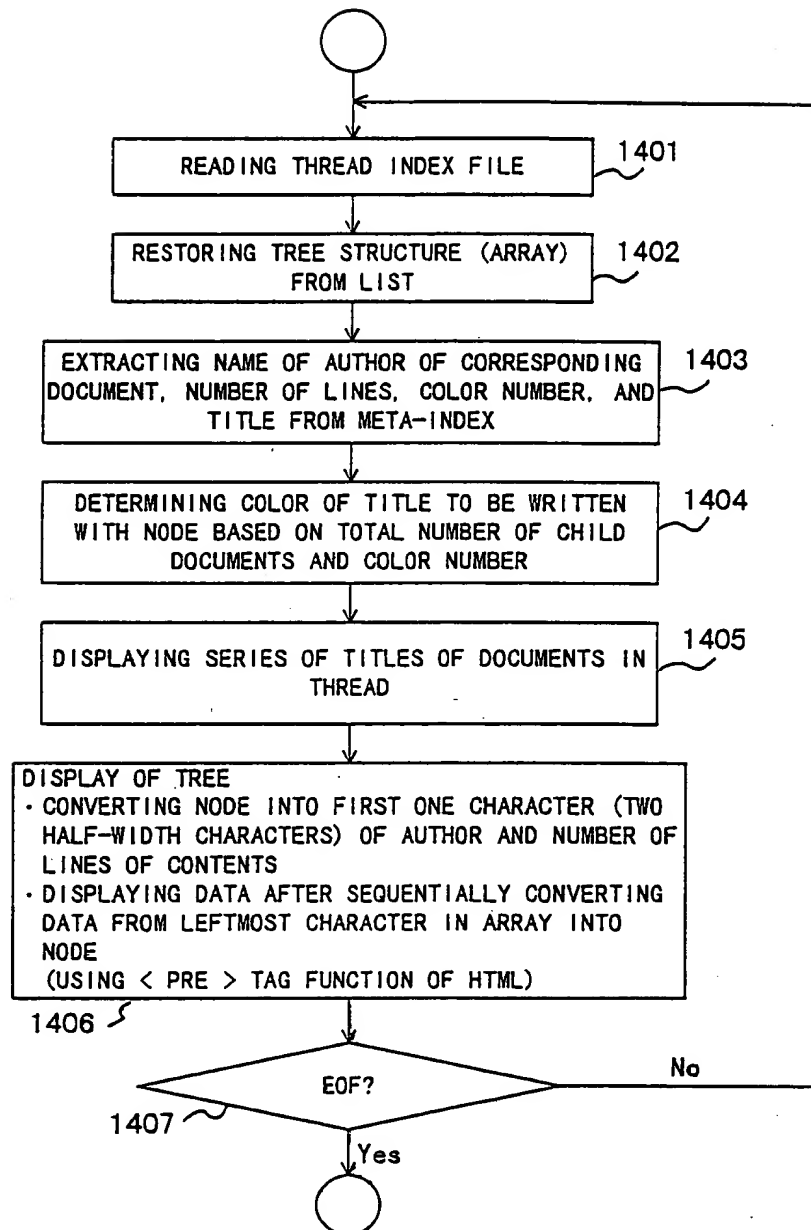 READING THREAD INDEX FILE
1401
RESTORING TREE STRUCTURE (ARRAY)
FROM LIST
1402
EXTRACTING NAME OF AUTHOR OF CORRESPONDING
DOCUMENT, NUMBER OF LINES, COLOR NUMBER, AND
TITLE FROM META-INDEX
1403
DETERMINING COLOR OF TITLE TO BE WRITTEN
WITH NODE BASED ON TOTAL NUMBER OF CHILD
DOCUMENTS AND COLOR NUMBER
1404
DISPLAYING SERIES OF TITLES OF DOCUMENTS IN
THREAD
1405
DISPLAY OF TREE
· CONVERTING NODE INTO FIRST ONE CHARACTER (TWO
HALF-WIDTH CHARACTERS) OF AUTHOR AND NUMBER OF
LINES OF CONTENTS
· DISPLAYING DATA AFTER SEQUENTIALLY CONVERTING
DATA FROM LEFTMOST CHARACTER IN ARRAY INTO
NODE
(USING < PRE > TAG FUNCTION OF HTML)
1406
EOF?
No
1407
Yes